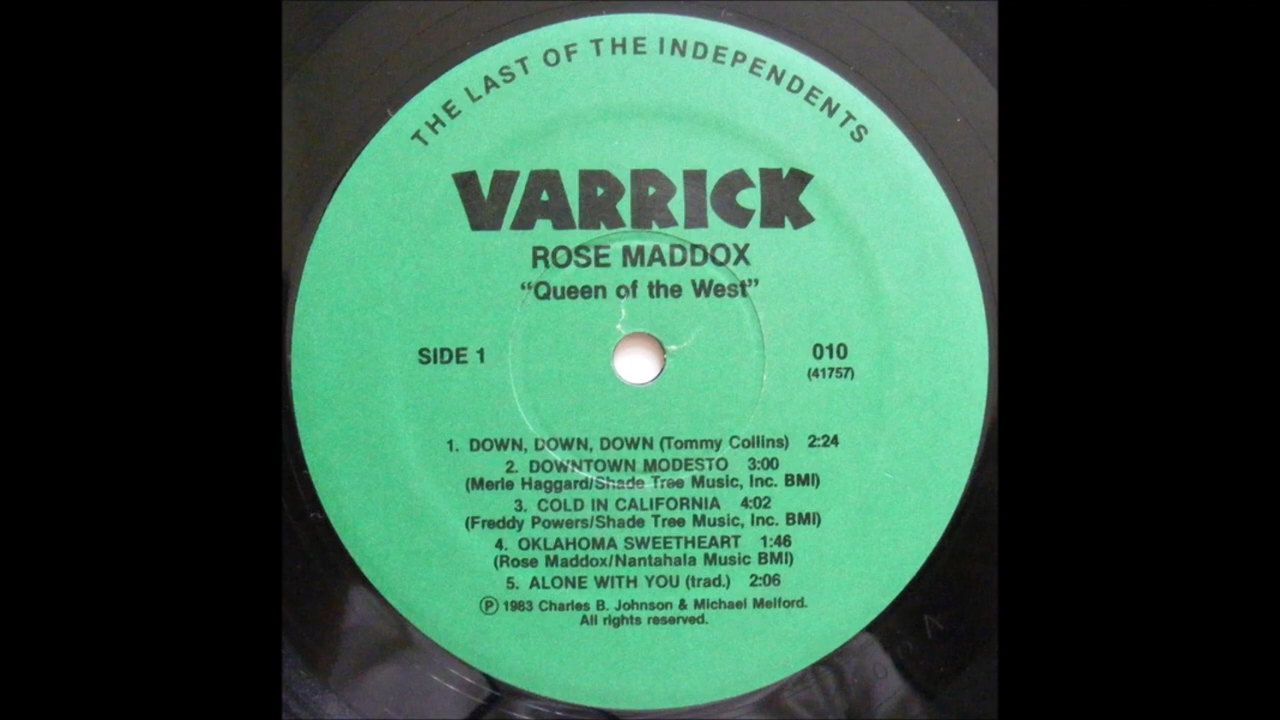 THE LAST OF THE INDEPENDENTS
VARRICK
ROSE MADDOX
“Queen of the West”
SIDE 1
010
(41757)
1. DOWN, DOWN, DOWN (Tommy Collins) 2:24
2. DOWNTOWN MODESTO 3:00
(Merle Haggard/Shade Tree Music, Inc. BMI)
3. COLD IN CALIFORNIA 4:02
(Freddy Powers/Shade Tree Music, Inc. BMI)
4. OKLAHOMA SWEETHEART 1:46
(Rose Maddox/Nantahala Music BMI)
5. ALONE WITH YOU (trad.) 2:06
Ⓟ 1983 Charles B. Johnson & Michael Melford.
All rights reserved.